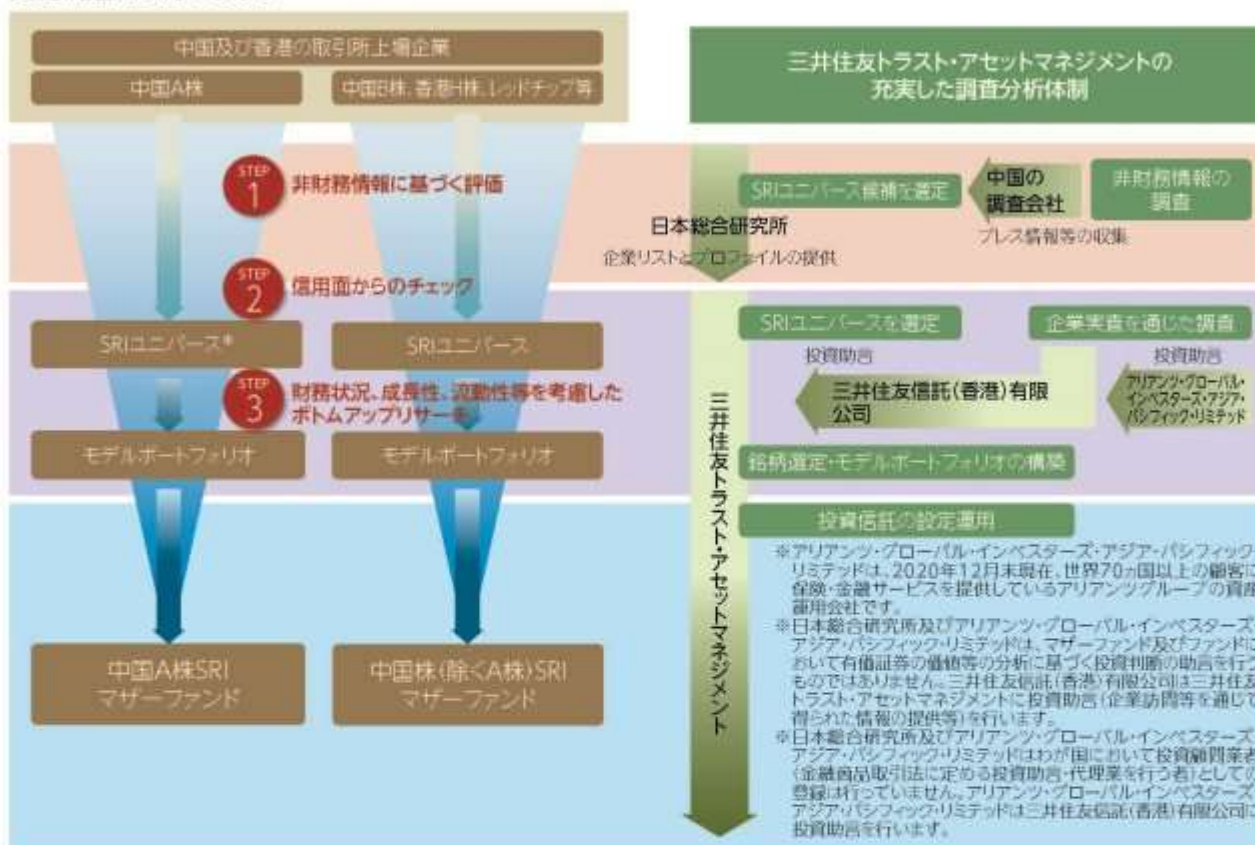 中国及び香港の取引所上場企業
中国A株
中国B株、香港H株、レッドチップ等
三井住友トラスト・アセットマネジメントの
充実した調査分析体制
STEP
1
非財務情報に基づく評価
SRIユニバース候補を選定
中国の
調査会社
非財務情報の
調査
日本総合研究所
プレス情報等の収集
企業リストとプロファイルの提供
STEP
2
信用面からのチェック
SRIユニバース*
SRIユニバース
SRIユニバースを選定
企業実査を通じた調査
投資助言
投資助言
三井住友信託(香港)有限
公司
アリアンツ・グローバル・
インベスターズ・アジア・
パシフィック・リミテッド
STEP
3
財務状況、成長性、流動性等を考慮した
ボトムアップリサーチ
モデルポートフォリオ
モデルポートフォリオ
銘柄選定・モデルポートフォリオの構築
三井住友トラスト・アセットマネジメント
投資信託の設定運用
中国A株SRI
マザーファンド
中国株(除くA株)SRI
マザーファンド
※アリアンツ・グローバル・インベスターズ・アジア・パシフィック・
リミテッドは、2020年12月末現在、世界70ヵ国以上の顧客に
保険・金融サービスを提供しているアリアンツグループの資産
運用会社です。
※日本総合研究所及びアリアンツ・グローバル・インベスターズ・
アジア・パシフィック・リミテッドは、マザーファンド及びファンドに
おいて有価証券の価値等の分析に基づく投資判断の助言を行う
ものではありません。三井住友信託(香港)有限公司は三井住友
トラスト・アセットマネジメントに投資助言(企業訪問等を通じて
得られた情報の提供等)を行います。
※日本総合研究所及びアリアンツ・グローバル・インベスターズ・
アジア・パシフィック・リミテッドはわが国において投資顧問業者
(金融商品取引法に定める投資助言・代理業を行う者)としての
登録は行っていません。アリアンツ・グローバル・インベスターズ・
アジア・パシフィック・リミテッドは三井住友信託(香港)有限公司に
投資助言を行います。